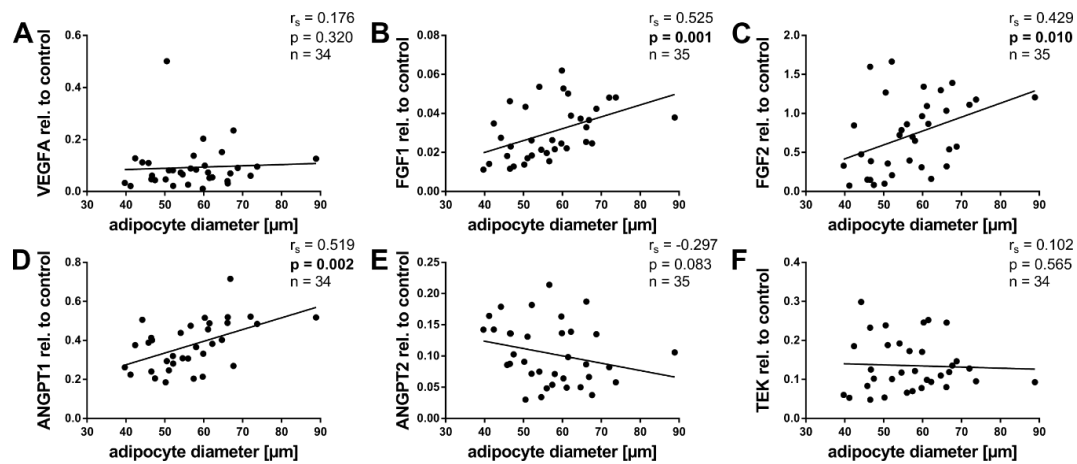 A
r_s = 0.176
p = 0.320
n = 34
VEGFA rel. to control
0.6
0.4
0.2
0.0
30 40 50 60 70 80 90
adipocyte diameter [µm]
B
r_s = 0.525
p = 0.001
n = 35
FGF1 rel. to control
0.08
0.06
0.04
0.02
0.00
30 40 50 60 70 80 90
adipocyte diameter [µm]
C
r_s = 0.429
p = 0.010
n = 35
FGF2 rel. to control
2.0
1.5
1.0
0.5
0.0
30 40 50 60 70 80 90
adipocyte diameter [µm]
D
r_s = 0.519
p = 0.002
n = 34
ANGPT1 rel. to control
0.8
0.6
0.4
0.2
0.0
30 40 50 60 70 80 90
adipocyte diameter [µm]
E
r_s = -0.297
p = 0.083
n = 35
ANGPT2 rel. to control
0.25
0.20
0.15
0.10
0.05
0.00
30 40 50 60 70 80 90
adipocyte diameter [µm]
F
r_s = 0.102
p = 0.565
n = 34
TEK rel. to control
0.4
0.3
0.2
0.1
0.0
30 40 50 60 70 80 90
adipocyte diameter [µm]